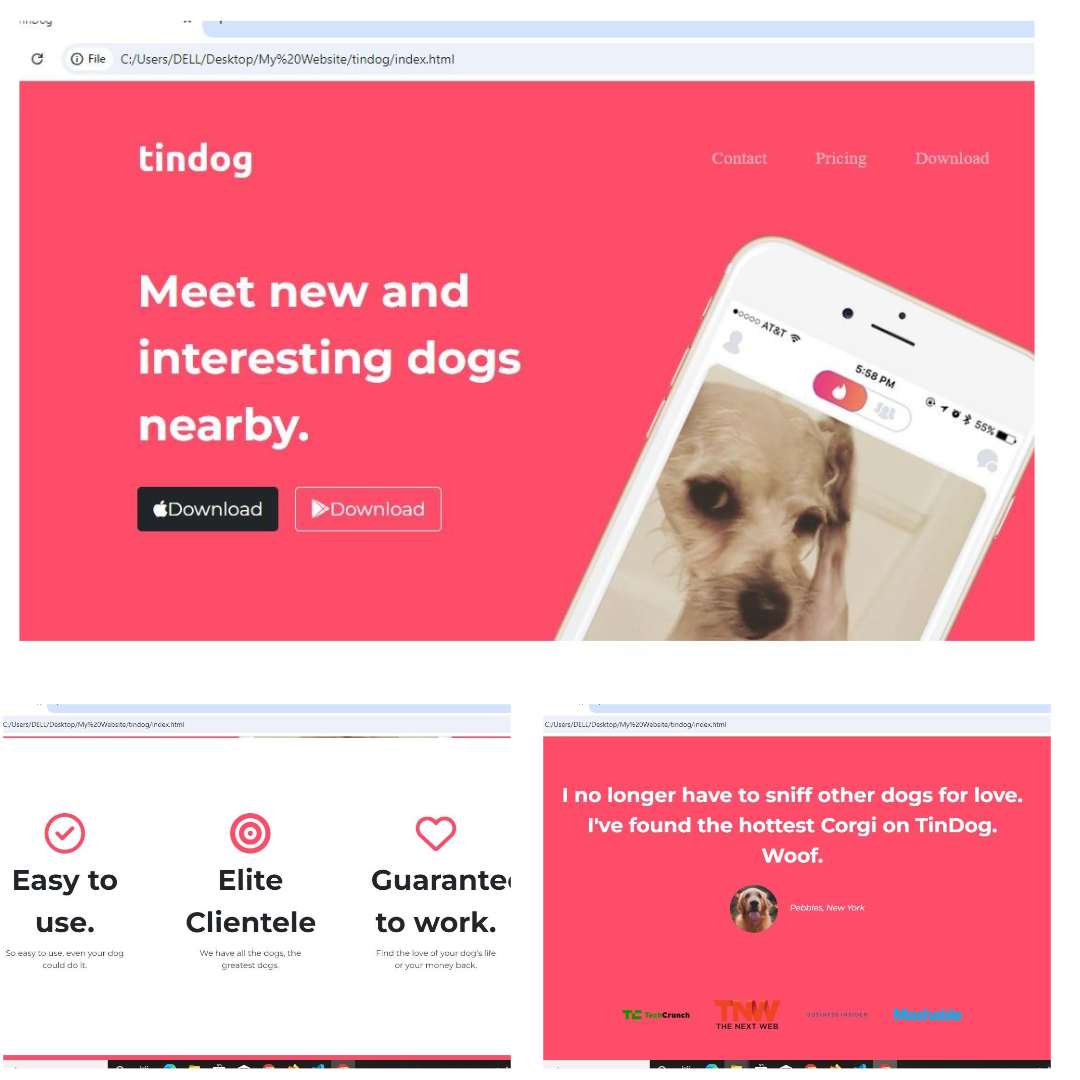 File C:/Users/DELL/Desktop/My%20Website/tindog/index.html
tindog
Contact Pricing Download
Meet new and
interesting dogs
nearby.
Download Download
AT&T
5:58 PM
55%
C:/Users/DELL/Desktop/My%20Website/tindog/index.html
Easy to
use.
So easy to use, even your dog
could do it.
Elite
Clientele
We have all the dogs, the
greatest dogs.
Guarante
to work.
Find the love of your dog's life
or your money back.
C:/Users/DELL/Desktop/My%20Website/tindog/index.html
I no longer have to sniff other dogs for love.
I've found the hottest Corgi on TinDog.
Woof.
Pebbles, New York
TC TechCrunch
TNW
THE NEXT WEB
BUSINESS INSIDER
Mashable